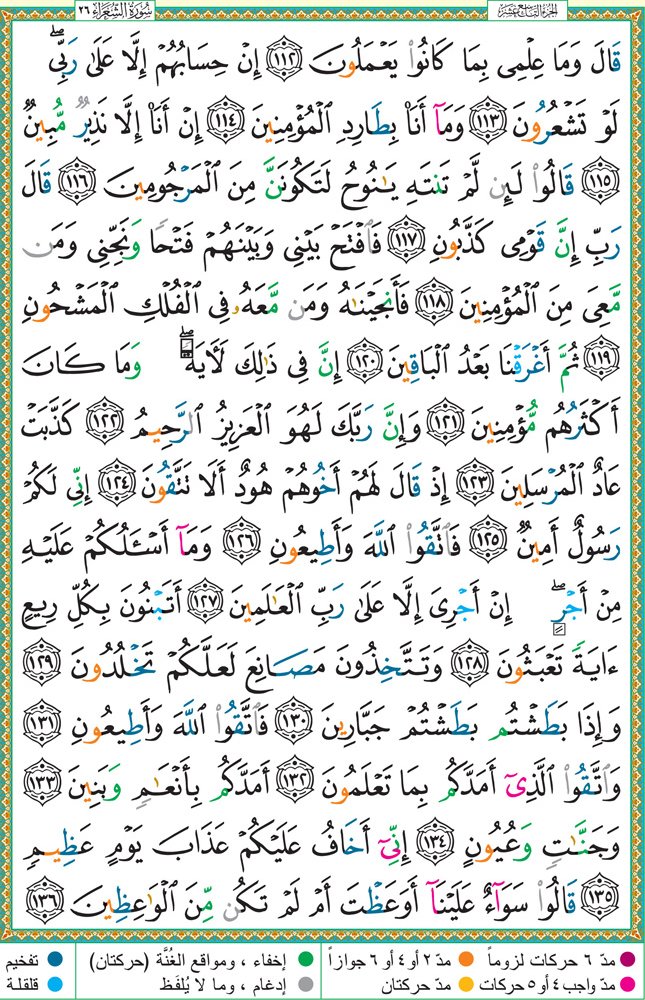 الجزء التاسع عشر
سورة الشعراء ٢٦
قَالَ وَمَا عِلْمِى بِمَا كَانُوا۟ يَعْمَلُونَ ﴿١١٢﴾ إِنْ حِسَابُهُمْ إِلَّا عَلَىٰ رَبِّى ۖ
لَوْ تَشْعُرُونَ ﴿١١٣﴾ وَمَآ أَنَا۠ بِطَارِدِ ٱلْمُؤْمِنِينَ ﴿١١٤﴾ إِنْ أَنَا۠ إِلَّا نَذِيرٌ مُّبِينٌ
﴿١١٥﴾ قَالُوا۟ لَئِن لَّمْ تَنتَهِ يَـٰنُوحُ لَتَكُونَنَّ مِنَ ٱلْمَرْجُومِينَ ﴿١١٦﴾ قَالَ
رَبِّ إِنَّ قَوْمِى كَذَّبُونِ ﴿١١٧﴾ فَٱفْتَحْ بَيْنِى وَبَيْنَهُمْ فَتْحًا وَنَجِّنِى وَمَن
مَّعِىَ مِنَ ٱلْمُؤْمِنِينَ ﴿١١٨﴾ فَأَنجَيْنَـٰهُ وَمَن مَّعَهُۥ فِى ٱلْفُلْكِ ٱلْمَشْحُونِ
﴿١١٩﴾ ثُمَّ أَغْرَقْنَا بَعْدُ ٱلْبَاقِينَ ﴿١٢٠﴾ إِنَّ فِى ذَٰلِكَ لَـَٔايَةً ۖ وَمَا كَانَ
أَكْثَرُهُم مُّؤْمِنِينَ ﴿١٢١﴾ وَإِنَّ رَبَّكَ لَهُوَ ٱلْعَزِيزُ ٱلرَّحِيمُ ﴿١٢٢﴾ كَذَّبَتْ
عَادٌ ٱلْمُرْسَلِينَ ﴿١٢٣﴾ إِذْ قَالَ لَهُمْ أَخُوهُمْ هُودٌ أَلَا تَتَّقُونَ ﴿١٢٤﴾ إِنِّى لَكُمْ
رَسُولٌ أَمِينٌ ﴿١٢٥﴾ فَٱتَّقُوا۟ ٱللَّهَ وَأَطِيعُونِ ﴿١٢٦﴾ وَمَآ أَسْـَٔلُكُمْ عَلَيْهِ
مِنْ أَجْرٍ ۖ إِنْ أَجْرِىَ إِلَّا عَلَىٰ رَبِّ ٱلْعَـٰلَمِينَ ﴿١٢٧﴾ أَتَبْنُونَ بِكُلِّ رِيعٍ
ءَايَةً تَعْبَثُونَ ﴿١٢٨﴾ وَتَتَّخِذُونَ مَصَانِعَ لَعَلَّكُمْ تَخْلُدُونَ ﴿١٢٩﴾
وَإِذَا بَطَشْتُم بَطَشْتُمْ جَبَّارِينَ ﴿١٣٠﴾ فَٱتَّقُوا۟ ٱللَّهَ وَأَطِيعُونِ ﴿١٣١﴾
وَٱتَّقُوا۟ ٱلَّذِىٓ أَمَدَّكُم بِمَا تَعْلَمُونَ ﴿١٣٢﴾ أَمَدَّكُم بِأَنْعَـٰمٍ وَبَنِينَ ﴿١٣٣﴾
وَجَنَّـٰتٍ وَعُيُونٍ ﴿١٣٤﴾ إِنِّىٓ أَخَافُ عَلَيْكُمْ عَذَابَ يَوْمٍ عَظِيمٍ
﴿١٣٥﴾ قَالُوا۟ سَوَآءٌ عَلَيْنَآ أَوَعَظْتَ أَمْ لَمْ تَكُن مِّنَ ٱلْوَٰعِظِينَ ﴿١٣٦﴾
مدّ ٦ حركات لزوماً مدّ ٢ أو ٤ أو ٦ جوازاً إخفاء ، ومواقع الغُنَّة (حركتان) تفخيم
مدّ واجب ٤ أو ٥ حركات مدّ حركتان إدغام ، وما لا يُلفَظ قلقلة